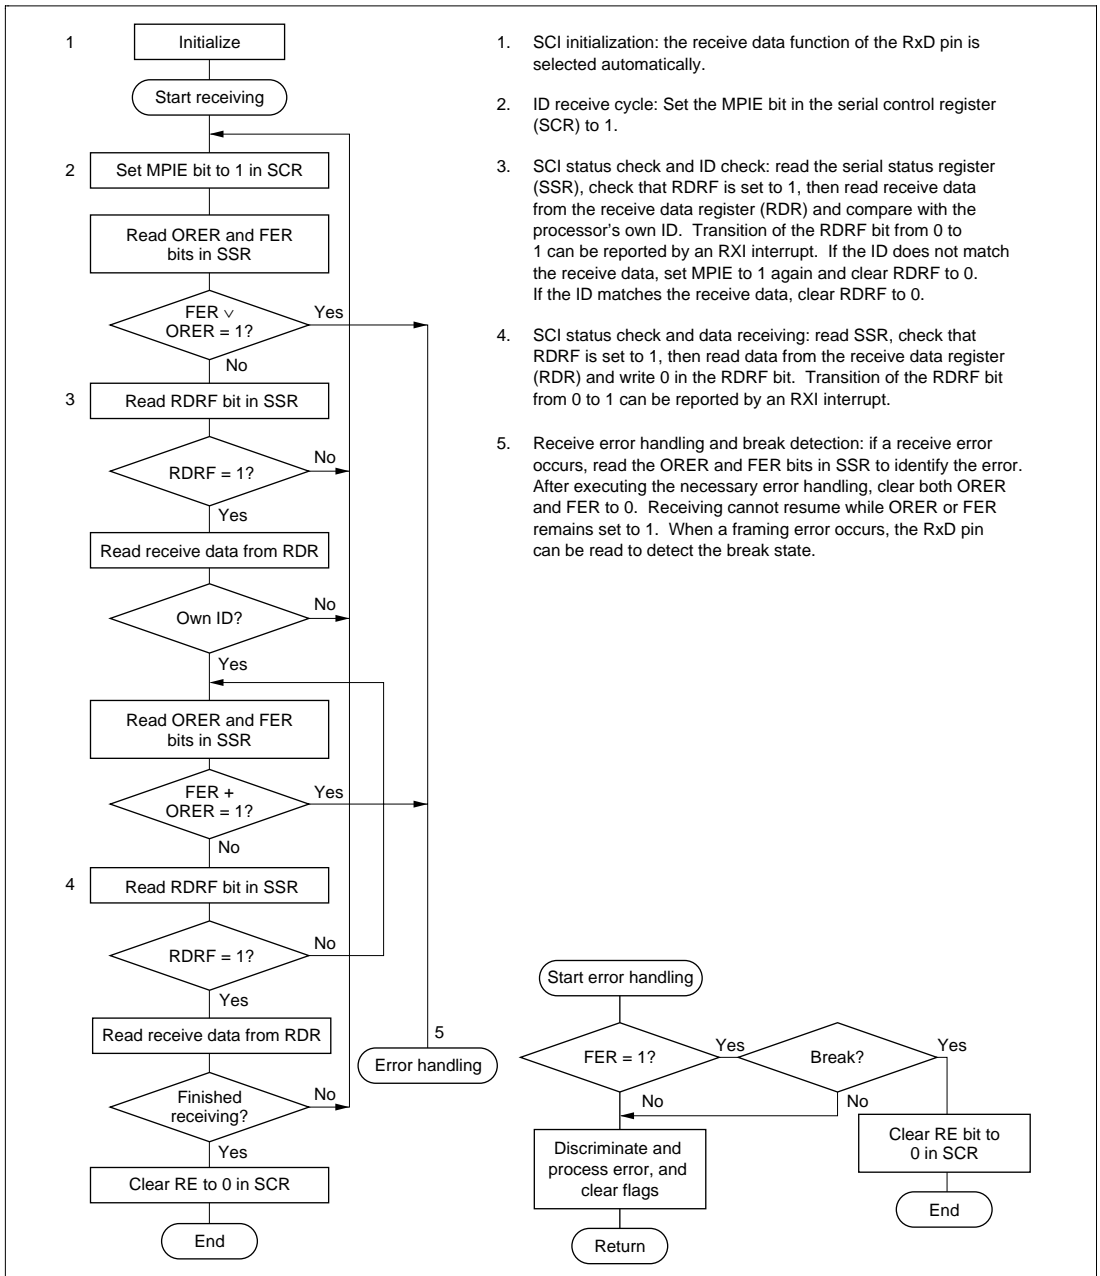 1
Initialize
Start receiving
2
Set MPIE bit to 1 in SCR
Read ORER and FER
bits in SSR
FER ∨
ORER = 1?
Yes
No
3
Read RDRF bit in SSR
RDRF = 1?
No
Yes
Read receive data from RDR
Own ID?
No
Yes
Read ORER and FER
bits in SSR
FER +
ORER = 1?
Yes
No
4
Read RDRF bit in SSR
RDRF = 1?
No
Yes
Read receive data from RDR
Finished
receiving?
No
Yes
Clear RE to 0 in SCR
End
5
Error handling
1. SCI initialization: the receive data function of the RxD pin is
selected automatically.
2. ID receive cycle: Set the MPIE bit in the serial control register
(SCR) to 1.
3. SCI status check and ID check: read the serial status register
(SSR), check that RDRF is set to 1, then read receive data
from the receive data register (RDR) and compare with the
processor's own ID. Transition of the RDRF bit from 0 to
1 can be reported by an RXI interrupt. If the ID does not match
the receive data, set MPIE to 1 again and clear RDRF to 0.
If the ID matches the receive data, clear RDRF to 0.
4. SCI status check and data receiving: read SSR, check that
RDRF is set to 1, then read data from the receive data register
(RDR) and write 0 in the RDRF bit. Transition of the RDRF bit
from 0 to 1 can be reported by an RXI interrupt.
5. Receive error handling and break detection: if a receive error
occurs, read the ORER and FER bits in SSR to identify the error.
After executing the necessary error handling, clear both ORER
and FER to 0. Receiving cannot resume while ORER or FER
remains set to 1. When a framing error occurs, the RxD pin
can be read to detect the break state.
Start error handling
FER = 1?
Yes
No
Break?
Yes
No
Discriminate and
process error, and
clear flags
Return
Clear RE bit to
0 in SCR
End